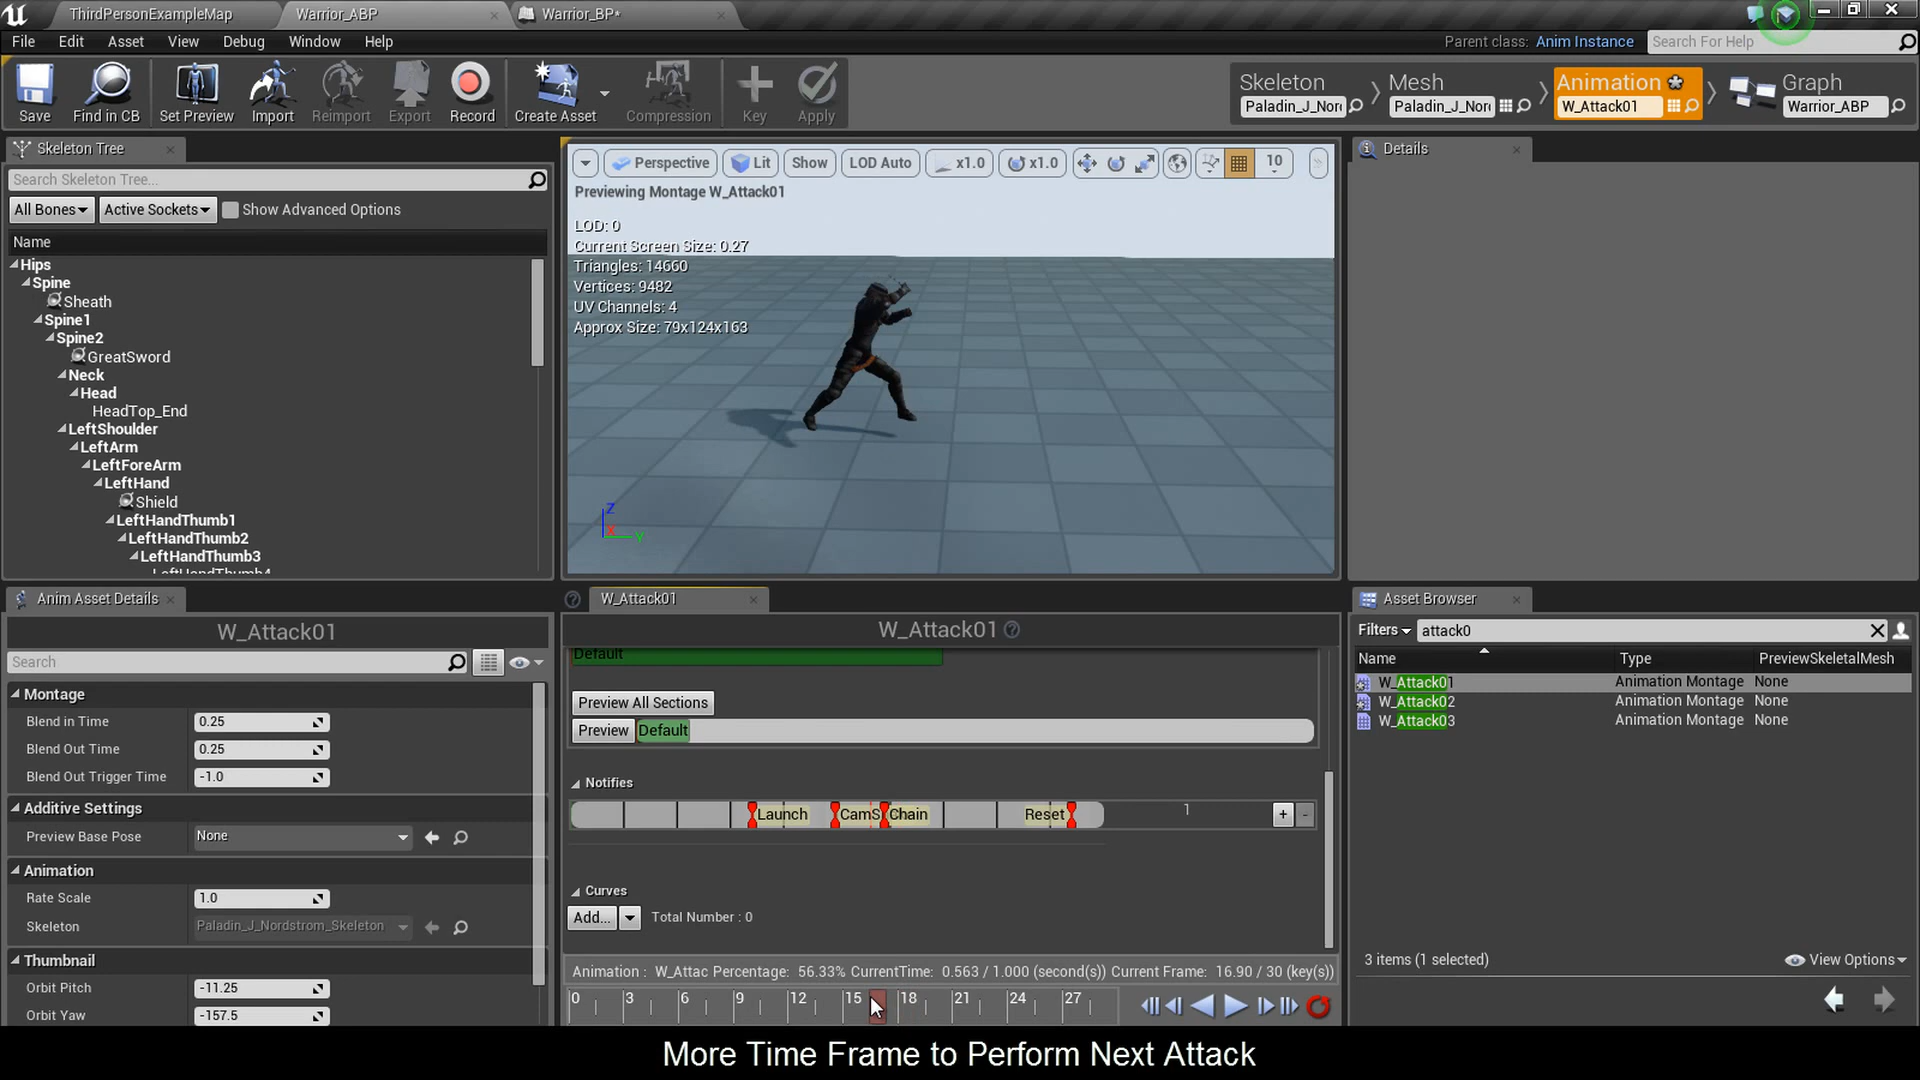 ThirdPersonExampleMap
Warrior_ABP
Warrior_BP*
File Edit Asset View Debug Window Help
Parent class: Anim Instance
Search For Help
Save
Find in CB
Set Preview
Import
Reimport
Export
Record
Create Asset
Compression
Key
Apply
Skeleton
Paladin_J_Nor
Mesh
Paladin_J_Nor
Animation
W_Attack01
Graph
Warrior_ABP
Skeleton Tree
Search Skeleton Tree...
All Bones
Active Sockets
Show Advanced Options
Name
Hips
Spine
Sheath
Spine1
Spine2
GreatSword
Neck
Head
HeadTop_End
LeftShoulder
LeftArm
LeftForeArm
LeftHand
Shield
LeftHandThumb1
LeftHandThumb2
LeftHandThumb3
LeftHandThumb4
Perspective
Lit
Show
LOD Auto
x1.0
x1.0
10
Previewing Montage W_Attack01
LOD: 0
Current Screen Size: 0.27
Triangles: 14660
Vertices: 9482
UV Channels: 4
Approx Size: 79x124x163
Z
X
Y
Details
Anim Asset Details
W_Attack01
Search
Montage
Blend in Time 0.25
Blend Out Time 0.25
Blend Out Trigger Time -1.0
Additive Settings
Preview Base Pose None
Animation
Rate Scale 1.0
Skeleton Paladin_J_Nordstrom_Skeleton
Thumbnail
Orbit Pitch -11.25
Orbit Yaw -157.5
W_Attack01
W_Attack01
Default
Preview All Sections
Preview Default
Notifies
Launch CamS Chain Reset 1 + -
Curves
Add... Total Number : 0
Animation : W_Attac Percentage: 56.33% CurrentTime: 0.563 / 1.000 (second(s)) Current Frame: 16.90 / 30 (key(s))
0 3 6 9 12 15 18 21 24 27
Asset Browser
Filters attack0
Name Type PreviewSkeletalMesh
W_Attack01 Animation Montage None
W_Attack02 Animation Montage None
W_Attack03 Animation Montage None
3 items (1 selected)
View Options
More Time Frame to Perform Next Attack